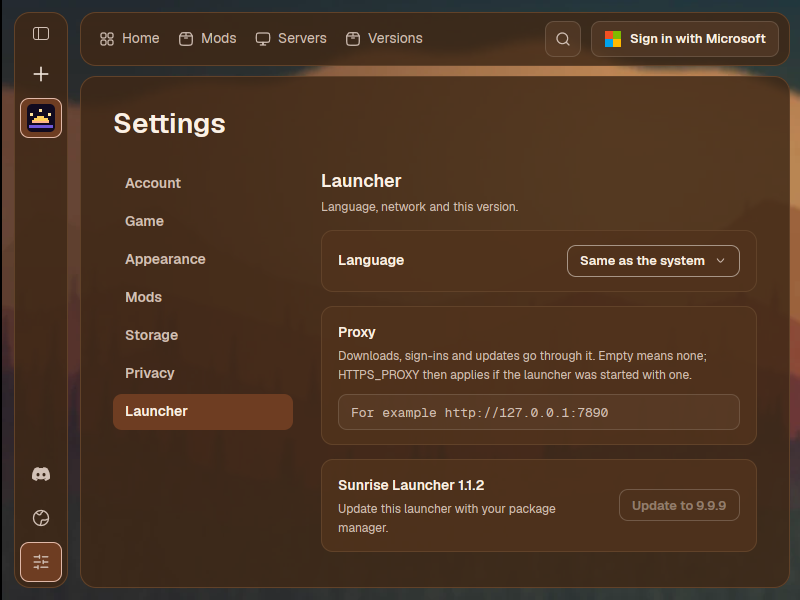 Home
Mods
Servers
Versions
Sign in with Microsoft
Settings
Account
Game
Appearance
Mods
Storage
Privacy
Launcher
Launcher
Language, network and this version.
Language
Same as the system
Proxy
Downloads, sign-ins and updates go through it. Empty means none;
HTTPS_PROXY then applies if the launcher was started with one.
For example http://127.0.0.1:7890
Sunrise Launcher 1.1.2
Update this launcher with your package
manager.
Update to 9.9.9